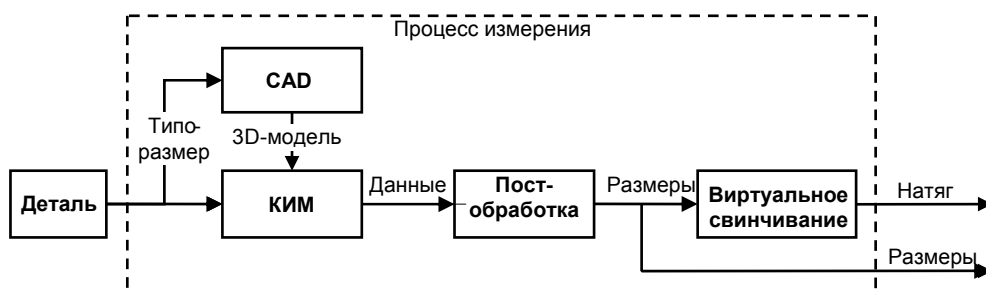 Процесс измерения
CAD
Типо-
размер
3D-модель
Деталь
КИМ
Данные
Пост-
обработка
Размеры
Виртуальное
свинчивание
Натяг
Размеры